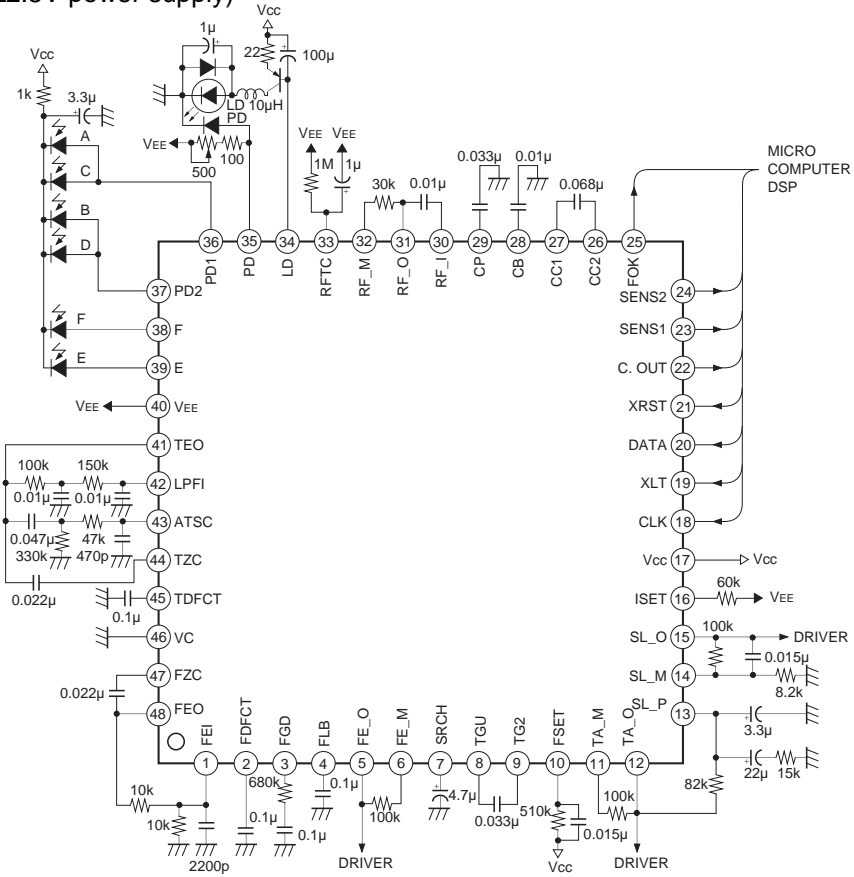 2.5V power supply)
Vcc
1k
3.3µ
A
C
B
D
F
E
1µ
LD 10µH
PD
VEE
500
100
Vcc
22
100µ
VEE VEE
1M 1µ
30k
0.01µ
0.033µ
0.01µ
0.068µ
MICRO
COMPUTER
DSP
36 35 34 33 32 31 30 29 28 27 26 25
PD1 PD LD RFTC RF_M RF_O RF_I CP CB CC1 CC2 FOK
37 PD2
38 F
39 E
VEE 40 VEE
41 TEO
42 LPFI
43 ATSC
44 TZC
45 TDFCT
46 VC
47 FZC
48 FEO
100k 150k
0.01µ 0.01µ
0.047µ 47k
330k 470p
0.022µ
0.1µ
0.022µ
SENS2 24
SENS1 23
C. OUT 22
XRST 21
DATA 20
XLT 19
CLK 18
Vcc 17 Vcc
ISET 16 60k VEE
SL_O 15 DRIVER
100k 0.015µ
SL_M 14
8.2k
SL_P 13
3.3µ
22µ 15k
82k
FEI FDFCT FGD FLB FE_O FE_M SRCH TGU TG2 FSET TA_M TA_O
1 2 3 4 5 6 7 8 9 10 11 12
10k
10k
2200p
0.1µ
680k
0.1µ
0.1µ
100k
DRIVER
4.7µ
0.033µ
510k
0.015µ
Vcc
100k
DRIVER